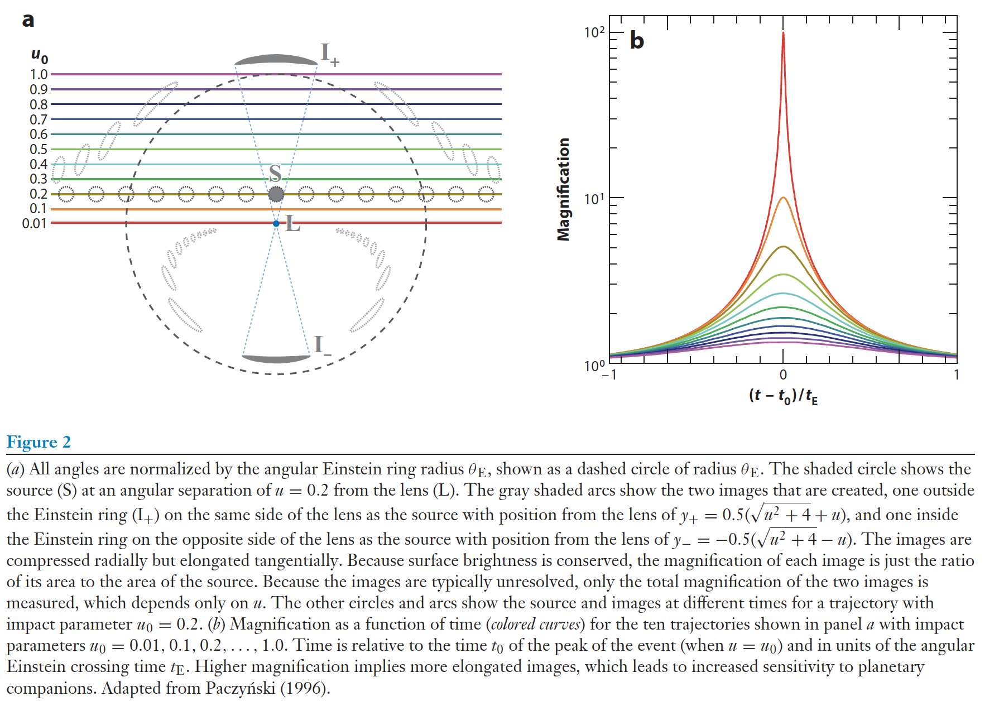 a
u0
1.0
0.9
0.8
0.7
0.6
0.5
0.4
0.3
0.2
0.1
0.01
I+
S
L
I−
b
10²
10¹
10⁰
Magnification
−1 0 1
(t − t0)/tE
Figure 2
(a) All angles are normalized by the angular Einstein ring radius θE, shown as a dashed circle of radius θE. The shaded circle shows the
source (S) at an angular separation of u = 0.2 from the lens (L). The gray shaded arcs show the two images that are created, one outside
the Einstein ring (I+) on the same side of the lens as the source with position from the lens of y+ = 0.5(√u² + 4 + u), and one inside
the Einstein ring on the opposite side of the lens as the source with position from the lens of y− = −0.5(√u² + 4 − u). The images are
compressed radially but elongated tangentially. Because surface brightness is conserved, the magnification of each image is just the ratio
of its area to the area of the source. Because the images are typically unresolved, only the total magnification of the two images is
measured, which depends only on u. The other circles and arcs show the source and images at different times for a trajectory with
impact parameter u0 = 0.2. (b) Magnification as a function of time (colored curves) for the ten trajectories shown in panel a with impact
parameters u0 = 0.01, 0.1, 0.2, . . . , 1.0. Time is relative to the time t0 of the peak of the event (when u = u0) and in units of the angular
Einstein crossing time tE. Higher magnification implies more elongated images, which leads to increased sensitivity to planetary
companions. Adapted from Paczyński (1996).